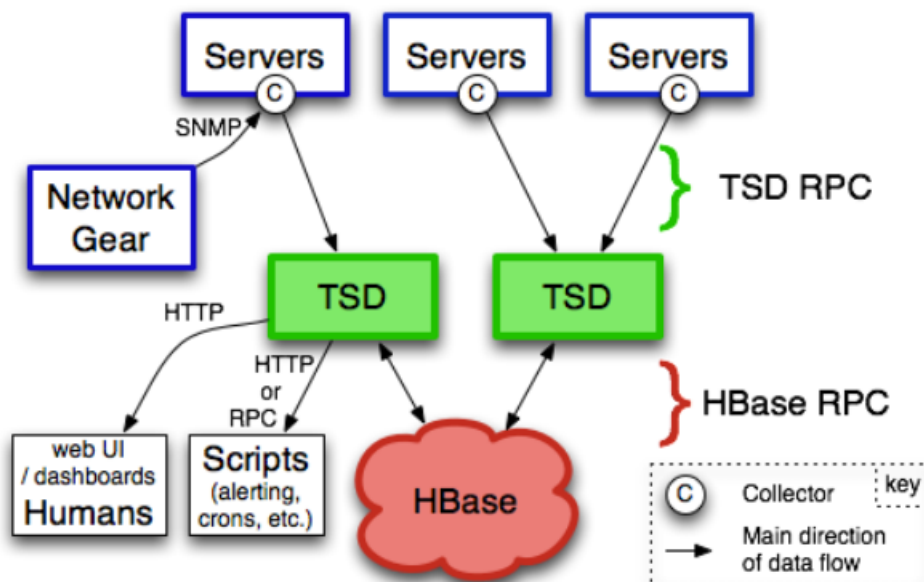 Servers
C
Servers
C
Servers
C
SNMP
Network
Gear
TSD RPC
TSD
TSD
HTTP
HTTP
or
RPC
HBase RPC
web UI
/ dashboards
Humans
Scripts
(alerting,
crons, etc.)
HBase
key
C
Collector
Main direction
of data flow